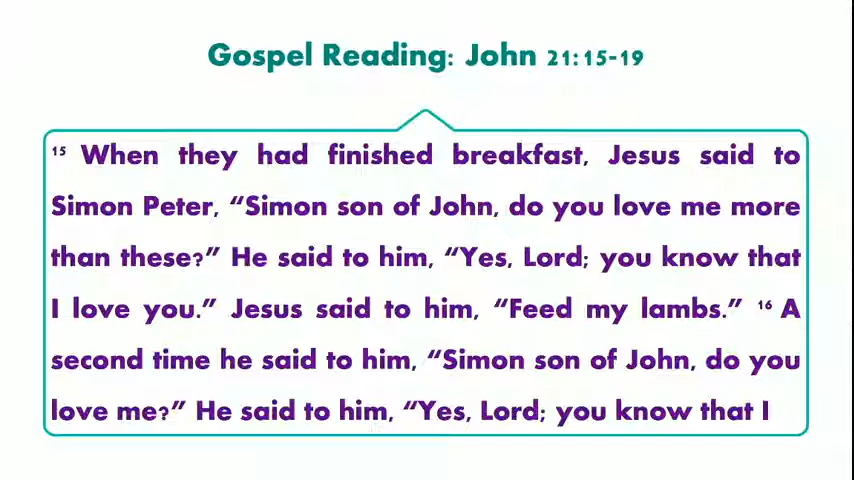 Gospel Reading: John 21:15-19
15 When they had finished breakfast, Jesus said to
Simon Peter, “Simon son of John, do you love me more
than these?” He said to him, “Yes, Lord; you know that
I love you.” Jesus said to him, “Feed my lambs.” 16 A
second time he said to him, “Simon son of John, do you
love me?” He said to him, “Yes, Lord; you know that I